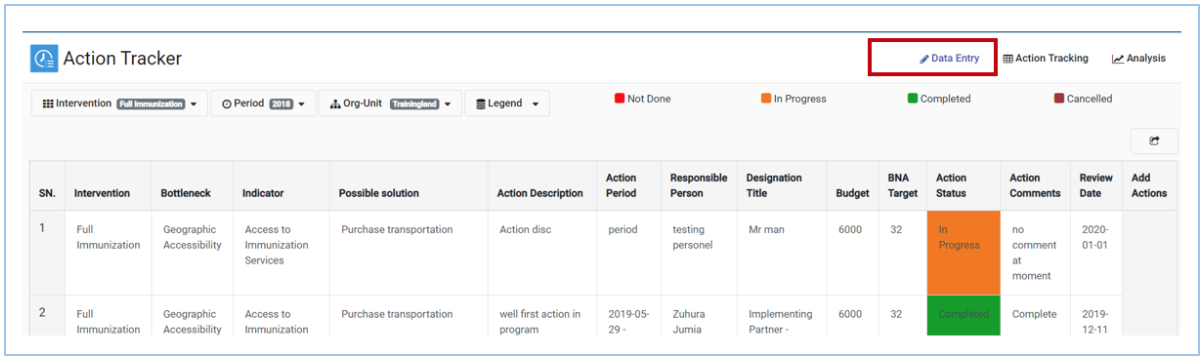 Action Tracker
Data Entry
Action Tracking
Analysis
Intervention Full Immunization
Period 2018
Org-Unit Trainingland
Legend
Not Done
In Progress
Completed
Cancelled
SN.
Intervention
Bottleneck
Indicator
Possible solution
Action Description
Action
Period
Responsible
Person
Designation
Title
Budget
BNA
Target
Action
Status
Action
Comments
Review
Date
Add
Actions
1
Full
Immunization
Geographic
Accessibility
Access to
Immunization
Services
Purchase transportation
Action disc
period
testing
personel
Mr man
6000
32
In
Progress
no
comment
at
moment
2020-
01-01
2
Full
Immunization
Geographic
Accessibility
Access to
Immunization
Purchase transportation
well first action in
program
2019-05-
29 -
Zuhura
Jumia
Implementing
Partner -
6000
32
Completed
Complete
2019-
12-11